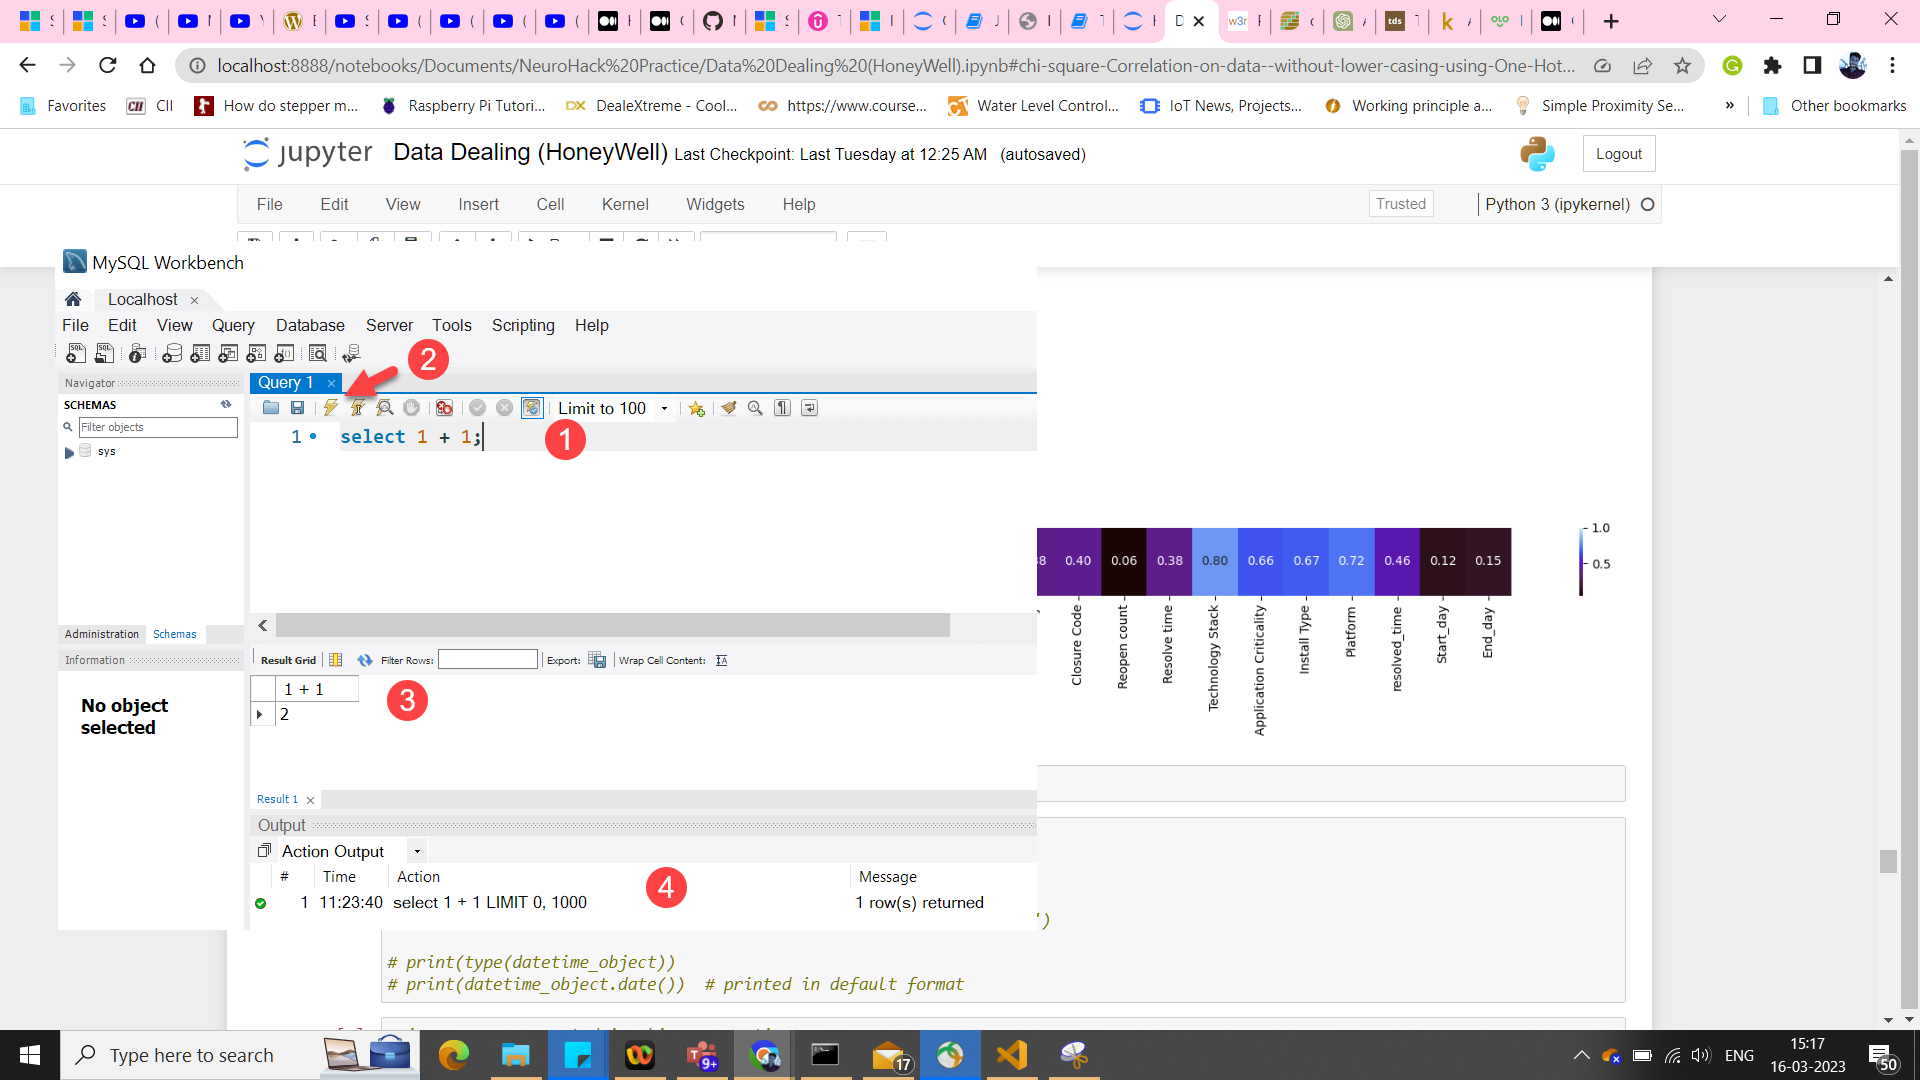 localhost:8888/notebooks/Documents/NeuroHack%20Practice/Data%20Dealing%20(HoneyWell).ipynb#chi-square-Correlation-on-data--without-lower-casing-using-One-Hot...
Favorites
CII
How do stepper m...
Raspberry Pi Tutori...
DX DealeXtreme - Cool...
https://www.course...
Water Level Control...
IoT News, Projects...
Working principle a...
Simple Proximity Se...
»
Other bookmarks
jupyter Data Dealing (HoneyWell) Last Checkpoint: Last Tuesday at 12:25 AM (autosaved)
Logout
File Edit View Insert Cell Kernel Widgets Help
Trusted
Python 3 (ipykernel)
MySQL Workbench
Localhost
File Edit View Query Database Server Tools Scripting Help
2
Navigator
Query 1
SCHEMAS
Limit to 100
Filter objects
1 select 1 + 1;
1
sys
1.0
0.40 0.06 0.38 0.80 0.66 0.67 0.72 0.46 0.12 0.15
0.5
Closure Code
Reopen count
Resolve time
Technology Stack
Application Criticality
Install Type
Platform
resolved_time
Start_day
End_day
Administration Schemas
Information
Result Grid Filter Rows: Export: Wrap Cell Content:
No object
selected
1 + 1
2
3
Result 1
Output
Action Output
# Time Action Message
4
1 11:23:40 select 1 + 1 LIMIT 0, 1000 1 row(s) returned
')
# print(type(datetime_object))
# print(datetime_object.date()) # printed in default format
Type here to search
9+
17
ENG
15:17
16-03-2023
50